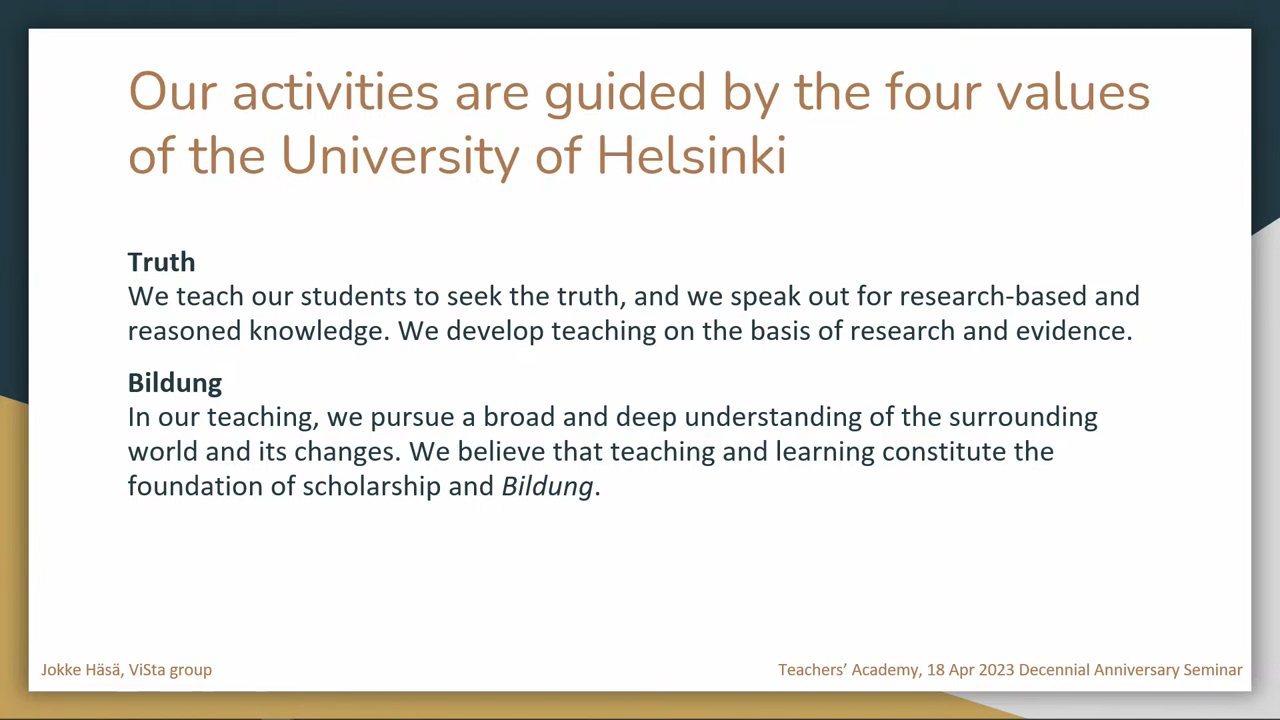 Our activities are guided by the four values
of the University of Helsinki
Truth
We teach our students to seek the truth, and we speak out for research-based and
reasoned knowledge. We develop teaching on the basis of research and evidence.
Bildung
In our teaching, we pursue a broad and deep understanding of the surrounding
world and its changes. We believe that teaching and learning constitute the
foundation of scholarship and Bildung.
Jokke Häsä, ViSta group
Teachers’ Academy, 18 Apr 2023 Decennial Anniversary Seminar